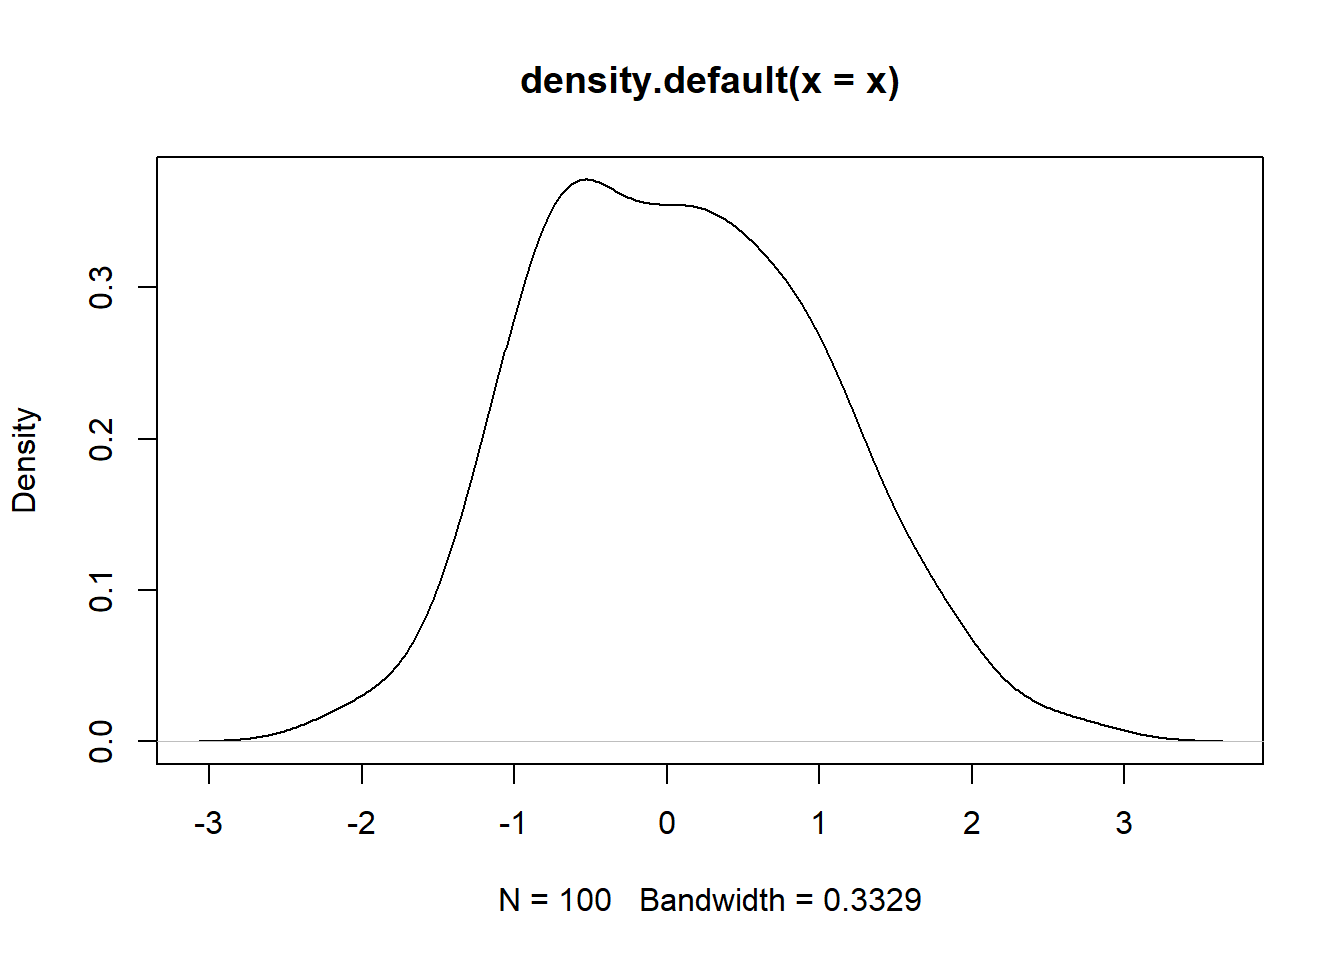 density.default(x = x)
Density
0.0
0.1
0.2
0.3
-3 -2 -1 0 1 2 3
N = 100 Bandwidth = 0.3329